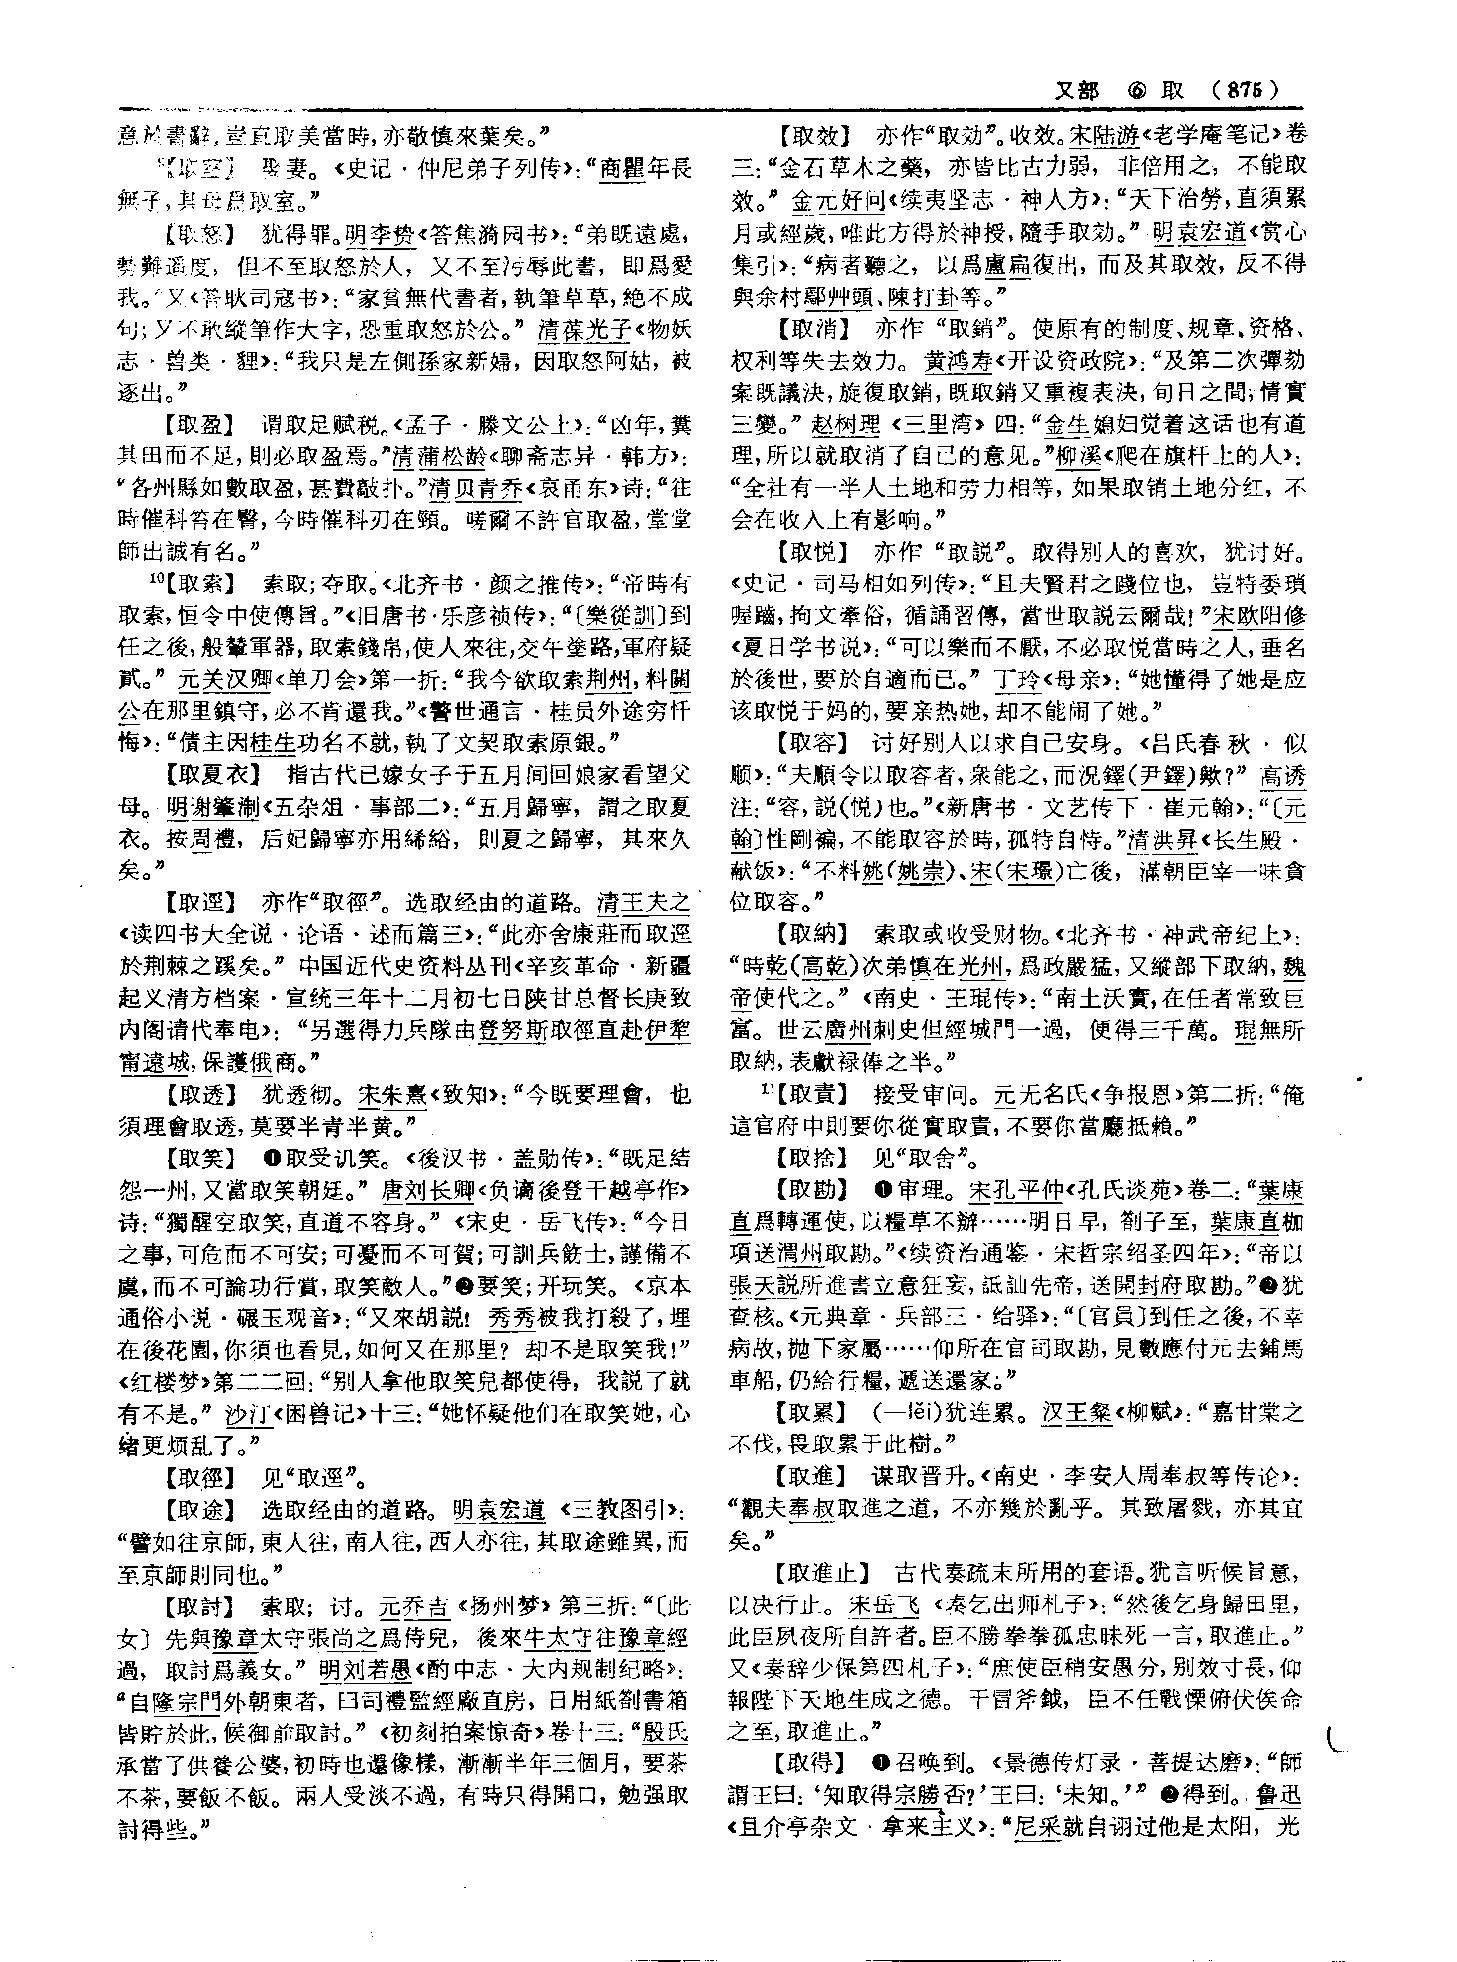 又部 ⑥ 取 (875)
意於書辭，豈直取美當時，亦敬慎來葉矣。”
⁹【取室】 娶妻。《史记·仲尼弟子列传》：“商瞿年長
無子，其母爲取室。”
【取怒】 犹得罪。明李贽《答焦漪园书》：“弟既遠處，
勢難遥度，但不至取怒於人，又不至污辱此書，即爲愛
我。”又《答耿司寇书》：“家貧無代書者，執筆草草，絶不成
句；又不敢縱筆作大字，恐重取怒於公。”清葆光子《物妖
志·兽类·貍》：“我只是左側孫家新婦，因取怒阿姑，被
逐出。”
【取盈】 谓取足赋税。《孟子·滕文公上》：“凶年，糞
其田而不足，則必取盈焉。”清蒲松龄《聊斋志异·韩方》：
“各州縣如數取盈，甚費敲扑。”清贝青乔《哀甬东》诗：“往
時催科笞在臀，今時催科刃在頸。嗟爾不許官取盈，堂堂
師出誠有名。”
¹⁰【取索】 索取；夺取。《北齐书·颜之推传》：“帝時有
取索，恒令中使傳旨。”《旧唐书·乐彦祯传》：“〔樂從訓〕到
任之後，般輦軍器，取索錢帛，使人來往，交午塗路，軍府疑
貳。”元关汉卿《单刀会》第一折：“我今欲取索荆州，料關
公在那里鎮守，必不肯還我。”《警世通言·桂员外途穷忏
悔》：“債主因桂生功名不就，執了文契取索原銀。”
【取夏衣】 指古代已嫁女子于五月间回娘家看望父
母。明谢肇淛《五杂俎·事部二》：“五月歸寧，謂之取夏
衣。按周禮，后妃歸寧亦用絺綌，則夏之歸寧，其來久
矣。”
【取逕】 亦作“取徑”。选取经由的道路。清王夫之
《读四书大全说·论语·述而篇三》：“此亦舍康莊而取逕
於荆棘之蹊矣。”中国近代史资料丛刊《辛亥革命·新疆
起义清方档案·宣统三年十二月初七日陕甘总督长庚致
内阁请代奉电》：“另選得力兵隊由登努斯取徑直赴伊犂
甯遠城，保護俄商。”
【取透】 犹透彻。宋朱熹《致知》：“今既要理會，也
須理會取透，莫要半青半黄。”
【取笑】 ❶取受讥笑。《後汉书·盖勋传》：“既足結
怨一州，又當取笑朝廷。”唐刘长卿《负谪後登干越亭作》
诗：“獨醒空取笑，直道不容身。”《宋史·岳飞传》：“今日
之事，可危而不可安；可憂而不可賀；可訓兵飭士，謹備不
虞，而不可論功行賞，取笑敵人。”❷耍笑；开玩笑。《京本
通俗小说·碾玉观音》：“又來胡説！秀秀被我打殺了，埋
在後花園，你須也看見，如何又在那里？却不是取笑我！”
《红楼梦》第二二回：“别人拿他取笑兒都使得，我説了就
有不是。”沙汀《困兽记》十三：“她怀疑他们在取笑她，心
绪更烦乱了。”
【取徑】 见“取逕”。
【取途】 选取经由的道路。明袁宏道《三教图引》：
“譬如往京師，東人往，南人往，西人亦往，其取途雖異，而
至京師則同也。”
【取討】 索取；讨。元乔吉《扬州梦》第三折：“〔此
女〕先與豫章太守張尚之爲侍兒，後來牛太守往豫章經
過，取討爲義女。”明刘若愚《酌中志·大内规制纪略》：
“自隆宗門外朝東者，曰司禮監經廠直房，日用紙劄書箱
皆貯於此，候御前取討。”《初刻拍案惊奇》卷十三：“殷氏
承當了供養公婆，初時也還像樣，漸漸半年三個月，要茶
不茶，要飯不飯。兩人受淡不過，有時只得開口，勉强取
討得些。”
【取效】 亦作“取効”。收效。宋陆游《老学庵笔记》卷
三：“金石草木之藥，亦皆比古力弱，非倍用之，不能取
效。”金元好问《续夷坚志·神人方》：“天下治勞，直須累
月或經歲，唯此方得於神授，隨手取効。”明袁宏道《赏心
集引》：“病者聽之，以爲盧扁復出，而及其取效，反不得
與余村鄢艸頭、陳打卦等。”
【取消】 亦作“取銷”。使原有的制度、规章、资格、
权利等失去效力。黄鸿寿《开设资政院》：“及第二次彈劾
案既議決，旋復取銷，既取銷又重複表決，旬日之間，情實
三變。”赵树理《三里湾》四：“金生媳妇觉着这话也有道
理，所以就取消了自己的意见。”柳溪《爬在旗杆上的人》：
“全社有一半人土地和劳力相等，如果取销土地分红，不
会在收入上有影响。”
【取悦】 亦作“取説”。取得别人的喜欢，犹讨好。
《史记·司马相如列传》：“且夫賢君之踐位也，豈特委瑣
喔齱，拘文牽俗，循誦習傳，當世取説云爾哉！”宋欧阳修
《夏日学书说》：“可以樂而不厭，不必取悦當時之人，垂名
於後世，要於自適而已。”丁玲《母亲》：“她懂得了她是应
该取悦于妈的，要亲热她，却不能闹了她。”
【取容】 讨好别人以求自己安身。《吕氏春秋·似
顺》：“夫順令以取容者，衆能之，而況鐸（尹鐸）歟？”高诱
注：“容，説（悦）也。”《新唐书·文艺传下·崔元翰》：“〔元
翰〕性剛褊，不能取容於時，孤特自恃。”清洪昇《长生殿·
献饭》：“不料姚（姚崇）、宋（宋璟）亡後，滿朝臣宰一味貪
位取容。”
【取納】 索取或收受财物。《北齐书·神武帝纪上》：
“時乾（高乾）次弟慎在光州，爲政嚴猛，又縱部下取納，魏
帝使代之。”《南史·王琨传》：“南土沃實，在任者常致巨
富。世云廣州刺史但經城門一過，便得三千萬。琨無所
取納，表獻禄俸之半。”
¹¹【取責】 接受审问。元无名氏《争报恩》第二折：“俺
這官府中則要你從實取責，不要你當廳抵賴。”
【取捨】 见“取舍”。
【取勘】 ❶审理。宋孔平仲《孔氏谈苑》卷二：“葉康
直爲轉運使，以糧草不辦……明日早，劄子至，葉康直枷
項送渭州取勘。”《续资治通鉴·宋哲宗绍圣四年》：“帝以
張天説所進書立意狂妄，詆訕先帝，送開封府取勘。”❷犹
查核。《元典章·兵部三·给驿》：“〔官員〕到任之後，不幸
病故，抛下家屬……仰所在官司取勘，見數應付元去鋪馬
車船，仍給行糧，遞送還家。”
【取累】 （—lěi）犹连累。汉王粲《柳赋》：“嘉甘棠之
不伐，畏取累于此樹。”
【取進】 谋取晋升。《南史·李安人周奉叔等传论》：
“觀夫奉叔取進之道，不亦幾於亂乎。其致屠戮，亦其宜
矣。”
【取進止】 古代奏疏末所用的套语。犹言听候旨意，
以决行止。宋岳飞《奏乞出师札子》：“然後乞身歸田里，
此臣夙夜所自許者。臣不勝拳拳孤忠昧死一言，取進止。”
又《奏辞少保第四札子》：“庶使臣稍安愚分，别效寸長，仰
報陛下天地生成之德。干冒斧鉞，臣不任戰慄俯伏俟命
之至，取進止。”
【取得】 ❶召唤到。《景德传灯录·菩提达磨》：“師
謂王曰：‘知取得宗勝否？’王曰：‘未知。’”❷得到。鲁迅
《且介亭杂文·拿来主义》：“尼采就自诩过他是太阳，光